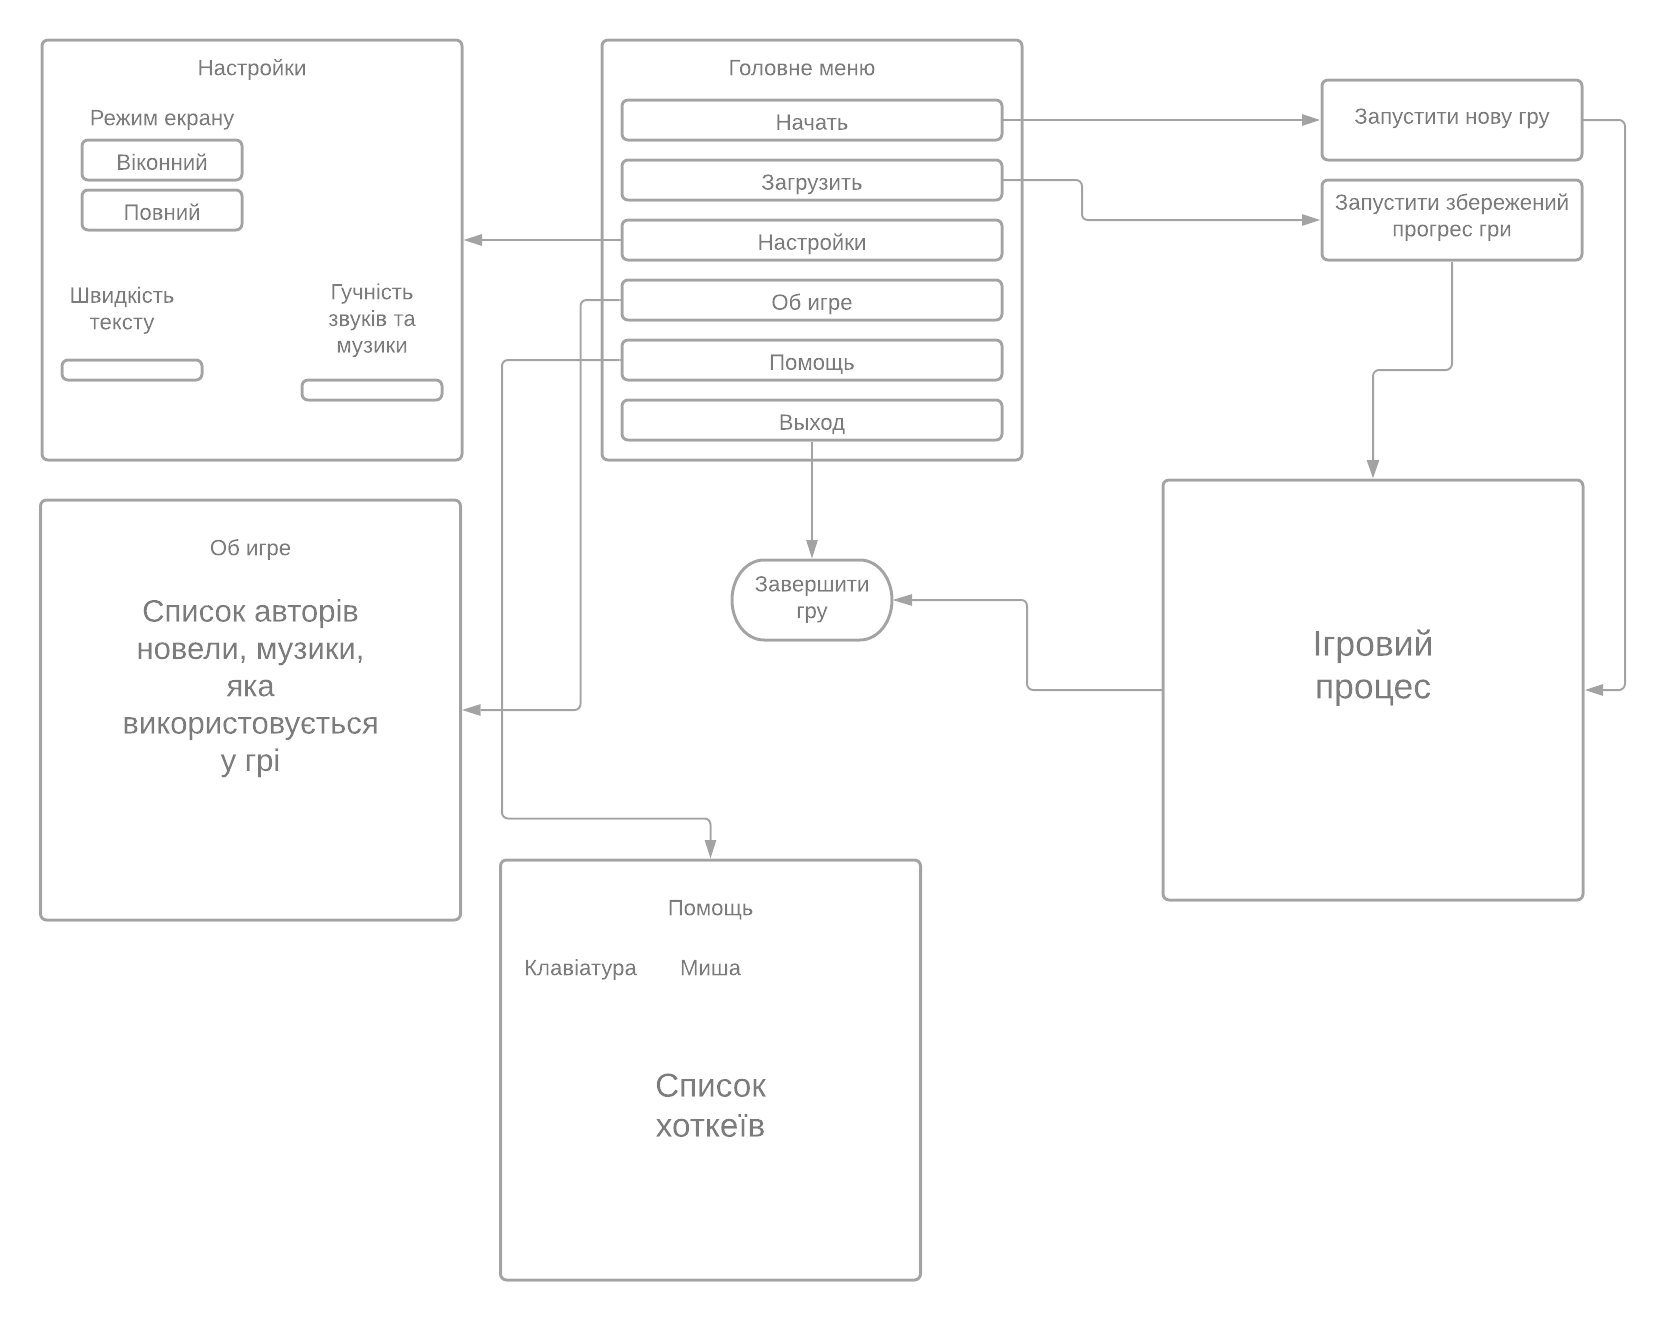 Настройки
Режим екрану
Віконний
Повний
Швидкість
тексту
Гучність
звуків та
музики
Головне меню
Начать
Загрузить
Настройки
Об игре
Помощь
Выход
Запустити нову гру
Запустити збережений
прогрес гри
Об игре
Список авторів
новели, музики,
яка
використовується
у грі
Завершити
гру
Ігровий
процес
Помощь
Клавіатура
Миша
Список
хоткеїв